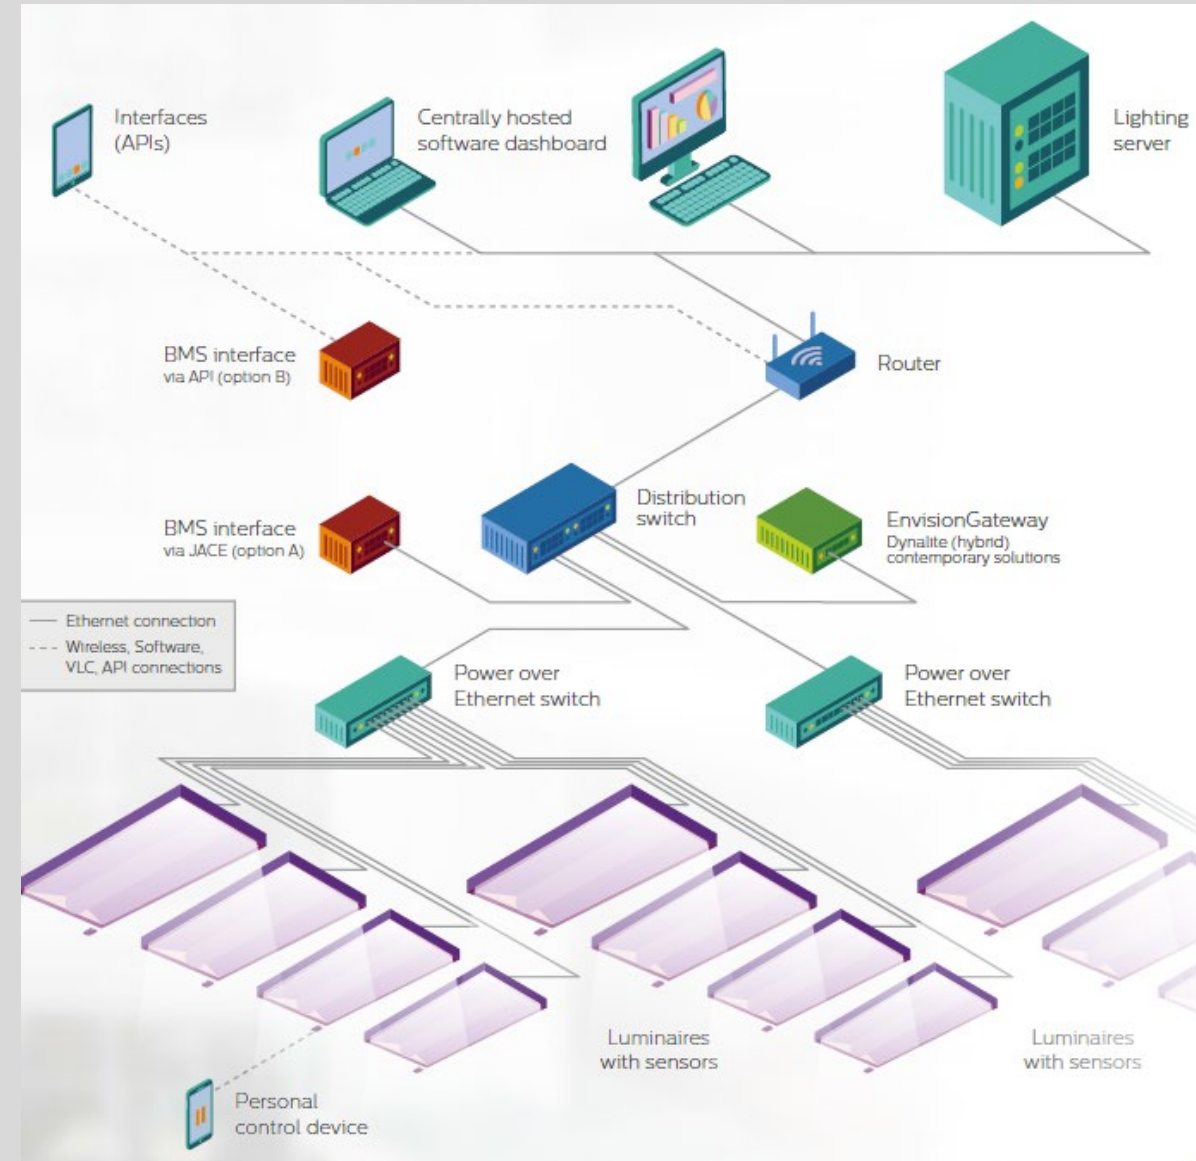 Interfaces
(APIs)
Centrally hosted
software dashboard
Lighting
server
BMS interface
via API (option B)
Router
BMS interface
via JACE (option A)
Distribution
switch
EnvisionGateway
Dynalite (hybrid)
contemporary solutions
Ethernet connection
Wireless, Software,
VLC, API connections
Power over
Ethernet switch
Power over
Ethernet switch
Luminaires
with sensors
Luminaires
with sensors
Personal
control device